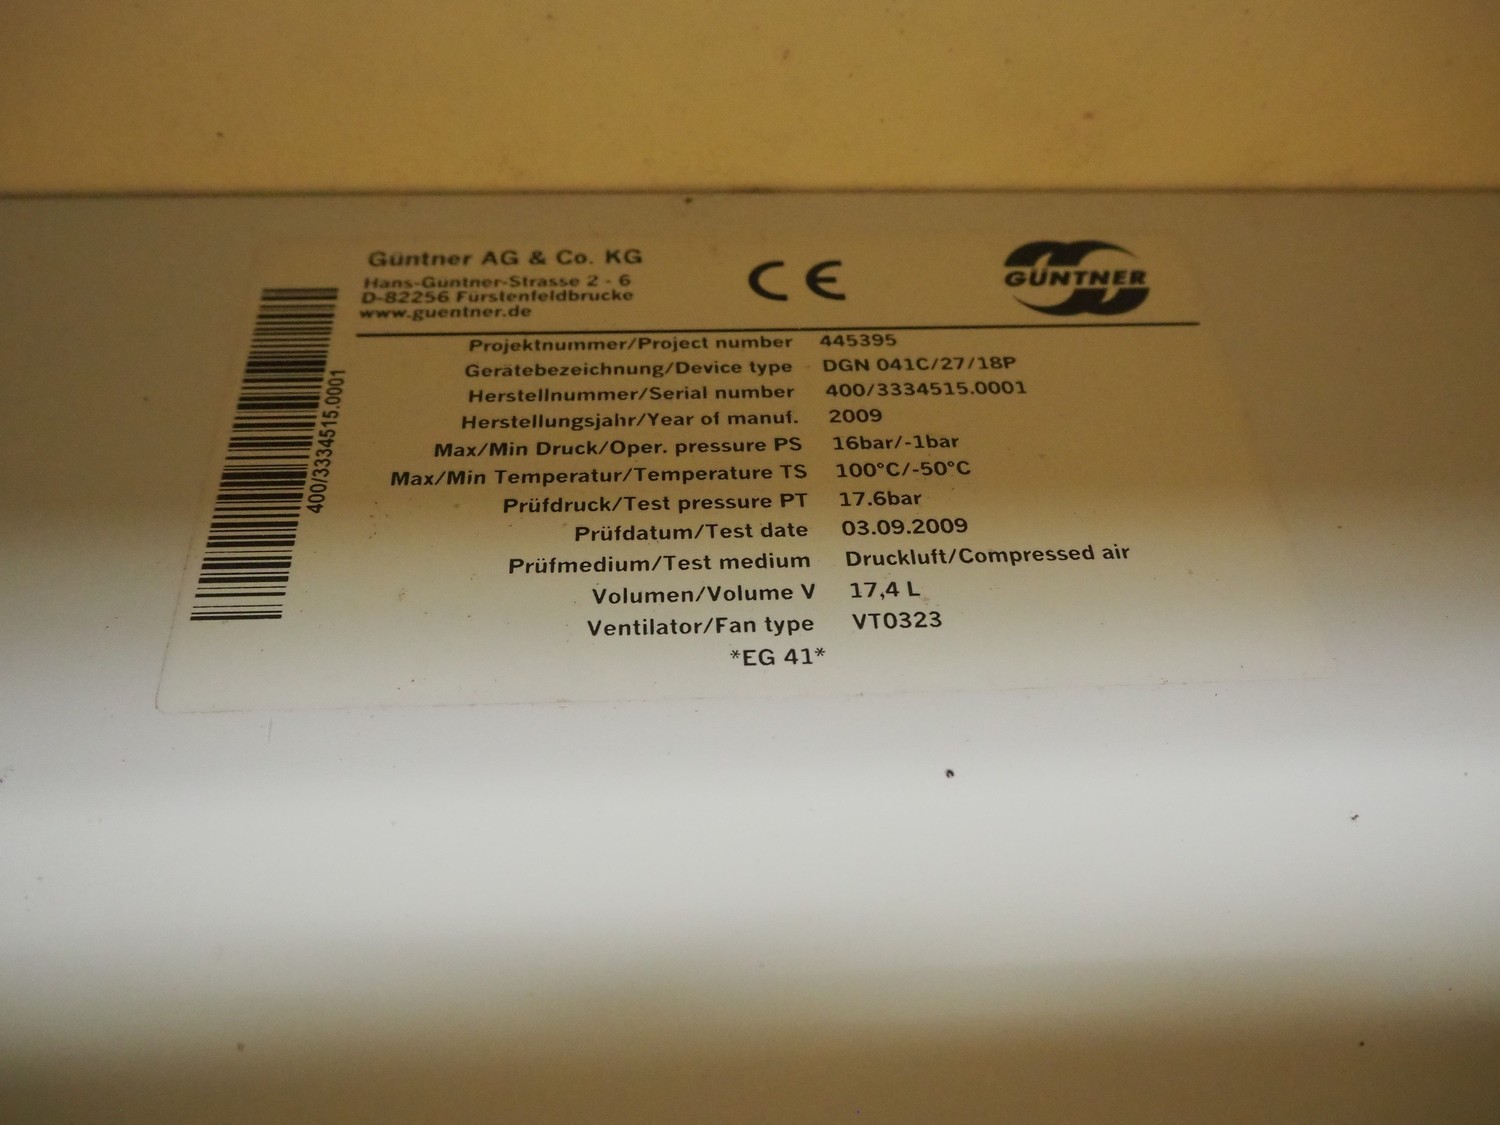 Güntner AG & Co. KG
Hans-Güntner-Strasse 2 - 6
D-82256 Fürstenfeldbrucke
www.guentner.de
CE
GÜNTNER
Projektnummer/Project number 445395
Gerätebezeichnung/Device type DGN 041C/27/18P
Herstellnummer/Serial number 400/3334515.0001
Herstellungsjahr/Year of manuf. 2009
Max/Min Druck/Oper. pressure PS 16bar/-1bar
Max/Min Temperatur/Temperature TS 100°C/-50°C
Prüfdruck/Test pressure PT 17.6bar
Prüfdatum/Test date 03.09.2009
Prüfmedium/Test medium Druckluft/Compressed air
Volumen/Volume V 17,4 L
Ventilator/Fan type VT0323
*EG 41*
400/3334515.0001